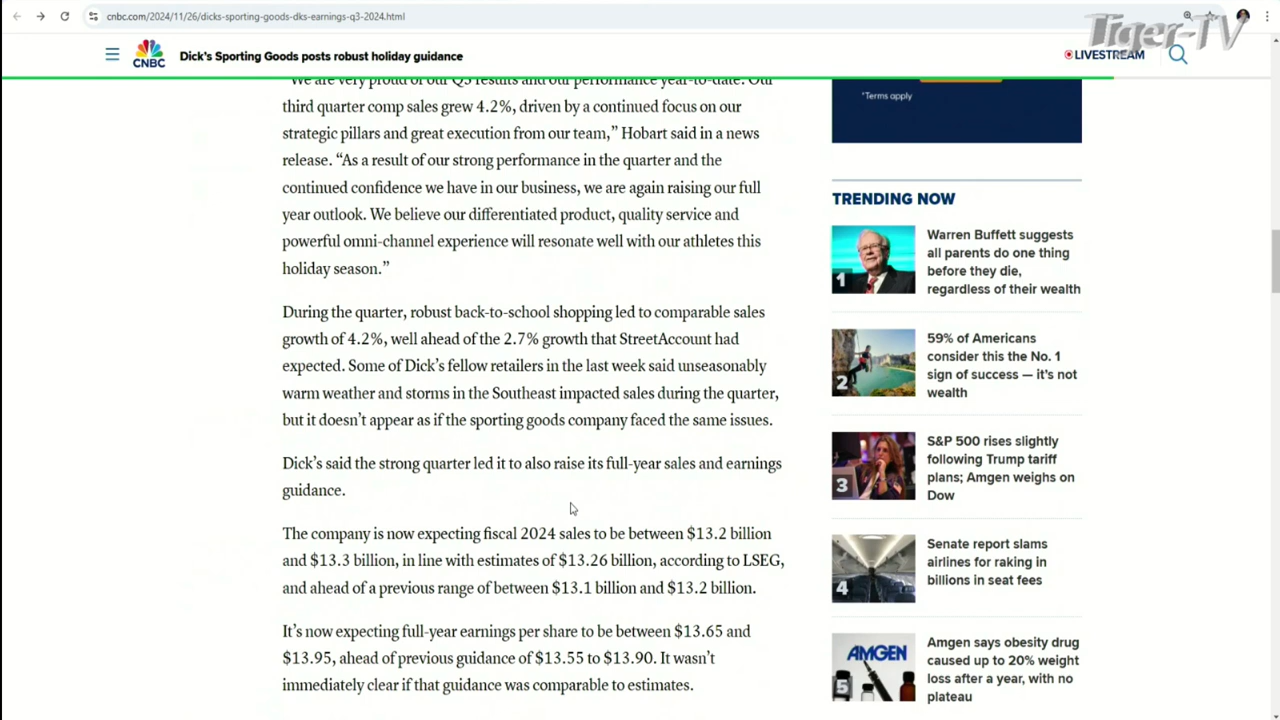 cnbc.com/2024/11/26/dicks-sporting-goods-dks-earnings-q3-2024.html
Tiger-TV
CNBC
Dick's Sporting Goods posts robust holiday guidance
LIVESTREAM
“We are very proud of our Q3 results and our performance year-to-date. Our
third quarter comp sales grew 4.2%, driven by a continued focus on our
strategic pillars and great execution from our team,” Hobart said in a news
release. “As a result of our strong performance in the quarter and the
continued confidence we have in our business, we are again raising our full
year outlook. We believe our differentiated product, quality service and
powerful omni-channel experience will resonate well with our athletes this
holiday season.”
During the quarter, robust back-to-school shopping led to comparable sales
growth of 4.2%, well ahead of the 2.7% growth that StreetAccount had
expected. Some of Dick’s fellow retailers in the last week said unseasonably
warm weather and storms in the Southeast impacted sales during the quarter,
but it doesn’t appear as if the sporting goods company faced the same issues.
Dick’s said the strong quarter led it to also raise its full-year sales and earnings
guidance.
The company is now expecting fiscal 2024 sales to be between $13.2 billion
and $13.3 billion, in line with estimates of $13.26 billion, according to LSEG,
and ahead of a previous range of between $13.1 billion and $13.2 billion.
It’s now expecting full-year earnings per share to be between $13.65 and
$13.95, ahead of previous guidance of $13.55 to $13.90. It wasn’t
immediately clear if that guidance was comparable to estimates.
*Terms apply
TRENDING NOW
1
Warren Buffett suggests
all parents do one thing
before they die,
regardless of their wealth
2
59% of Americans
consider this the No. 1
sign of success — it's not
wealth
3
S&P 500 rises slightly
following Trump tariff
plans; Amgen weighs on
Dow
4
Senate report slams
airlines for raking in
billions in seat fees
AMGEN
5
Amgen says obesity drug
caused up to 20% weight
loss after a year, with no
plateau